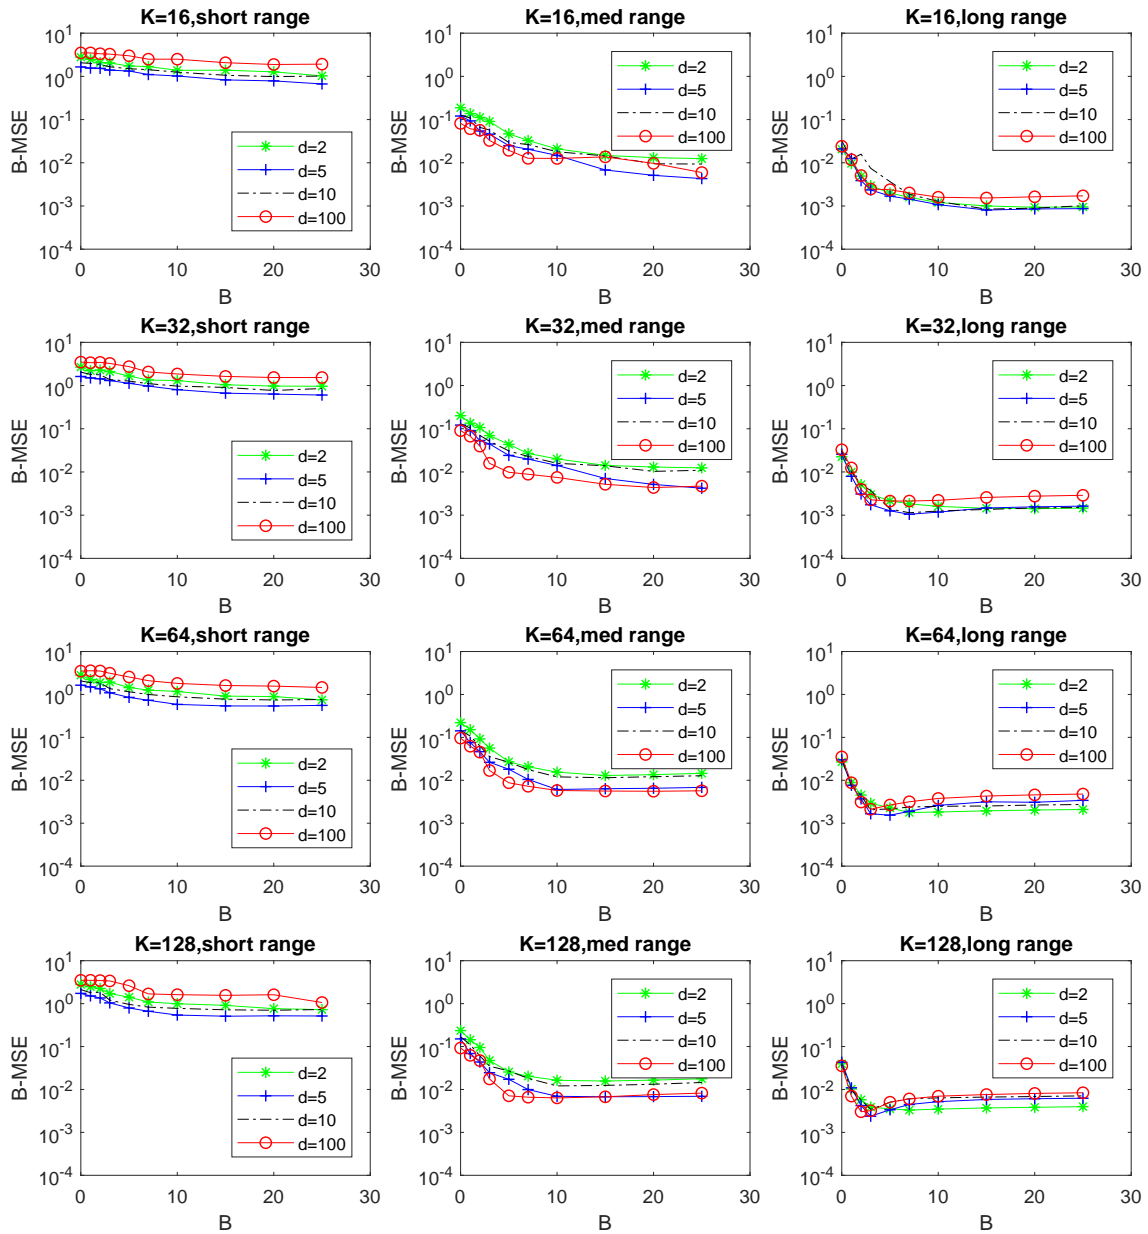 K=16,short range
10^1
10^0
10^-1
10^-2
10^-3
10^-4
B-MSE
0 10 20 30
B
d=2
d=5
d=10
d=100
K=16,med range
10^1
10^0
10^-1
10^-2
10^-3
10^-4
B-MSE
0 10 20 30
B
d=2
d=5
d=10
d=100
K=16,long range
10^1
10^0
10^-1
10^-2
10^-3
10^-4
B-MSE
0 10 20 30
B
d=2
d=5
d=10
d=100
K=32,short range
10^1
10^0
10^-1
10^-2
10^-3
10^-4
B-MSE
0 10 20 30
B
d=2
d=5
d=10
d=100
K=32,med range
10^1
10^0
10^-1
10^-2
10^-3
10^-4
B-MSE
0 10 20 30
B
d=2
d=5
d=10
d=100
K=32,long range
10^1
10^0
10^-1
10^-2
10^-3
10^-4
B-MSE
0 10 20 30
B
d=2
d=5
d=10
d=100
K=64,short range
10^1
10^0
10^-1
10^-2
10^-3
10^-4
B-MSE
0 10 20 30
B
d=2
d=5
d=10
d=100
K=64,med range
10^1
10^0
10^-1
10^-2
10^-3
10^-4
B-MSE
0 10 20 30
B
d=2
d=5
d=10
d=100
K=64,long range
10^1
10^0
10^-1
10^-2
10^-3
10^-4
B-MSE
0 10 20 30
B
d=2
d=5
d=10
d=100
K=128,short range
10^1
10^0
10^-1
10^-2
10^-3
10^-4
B-MSE
0 10 20 30
B
d=2
d=5
d=10
d=100
K=128,med range
10^1
10^0
10^-1
10^-2
10^-3
10^-4
B-MSE
0 10 20 30
B
d=2
d=5
d=10
d=100
K=128,long range
10^1
10^0
10^-1
10^-2
10^-3
10^-4
B-MSE
0 10 20 30
B
d=2
d=5
d=10
d=100